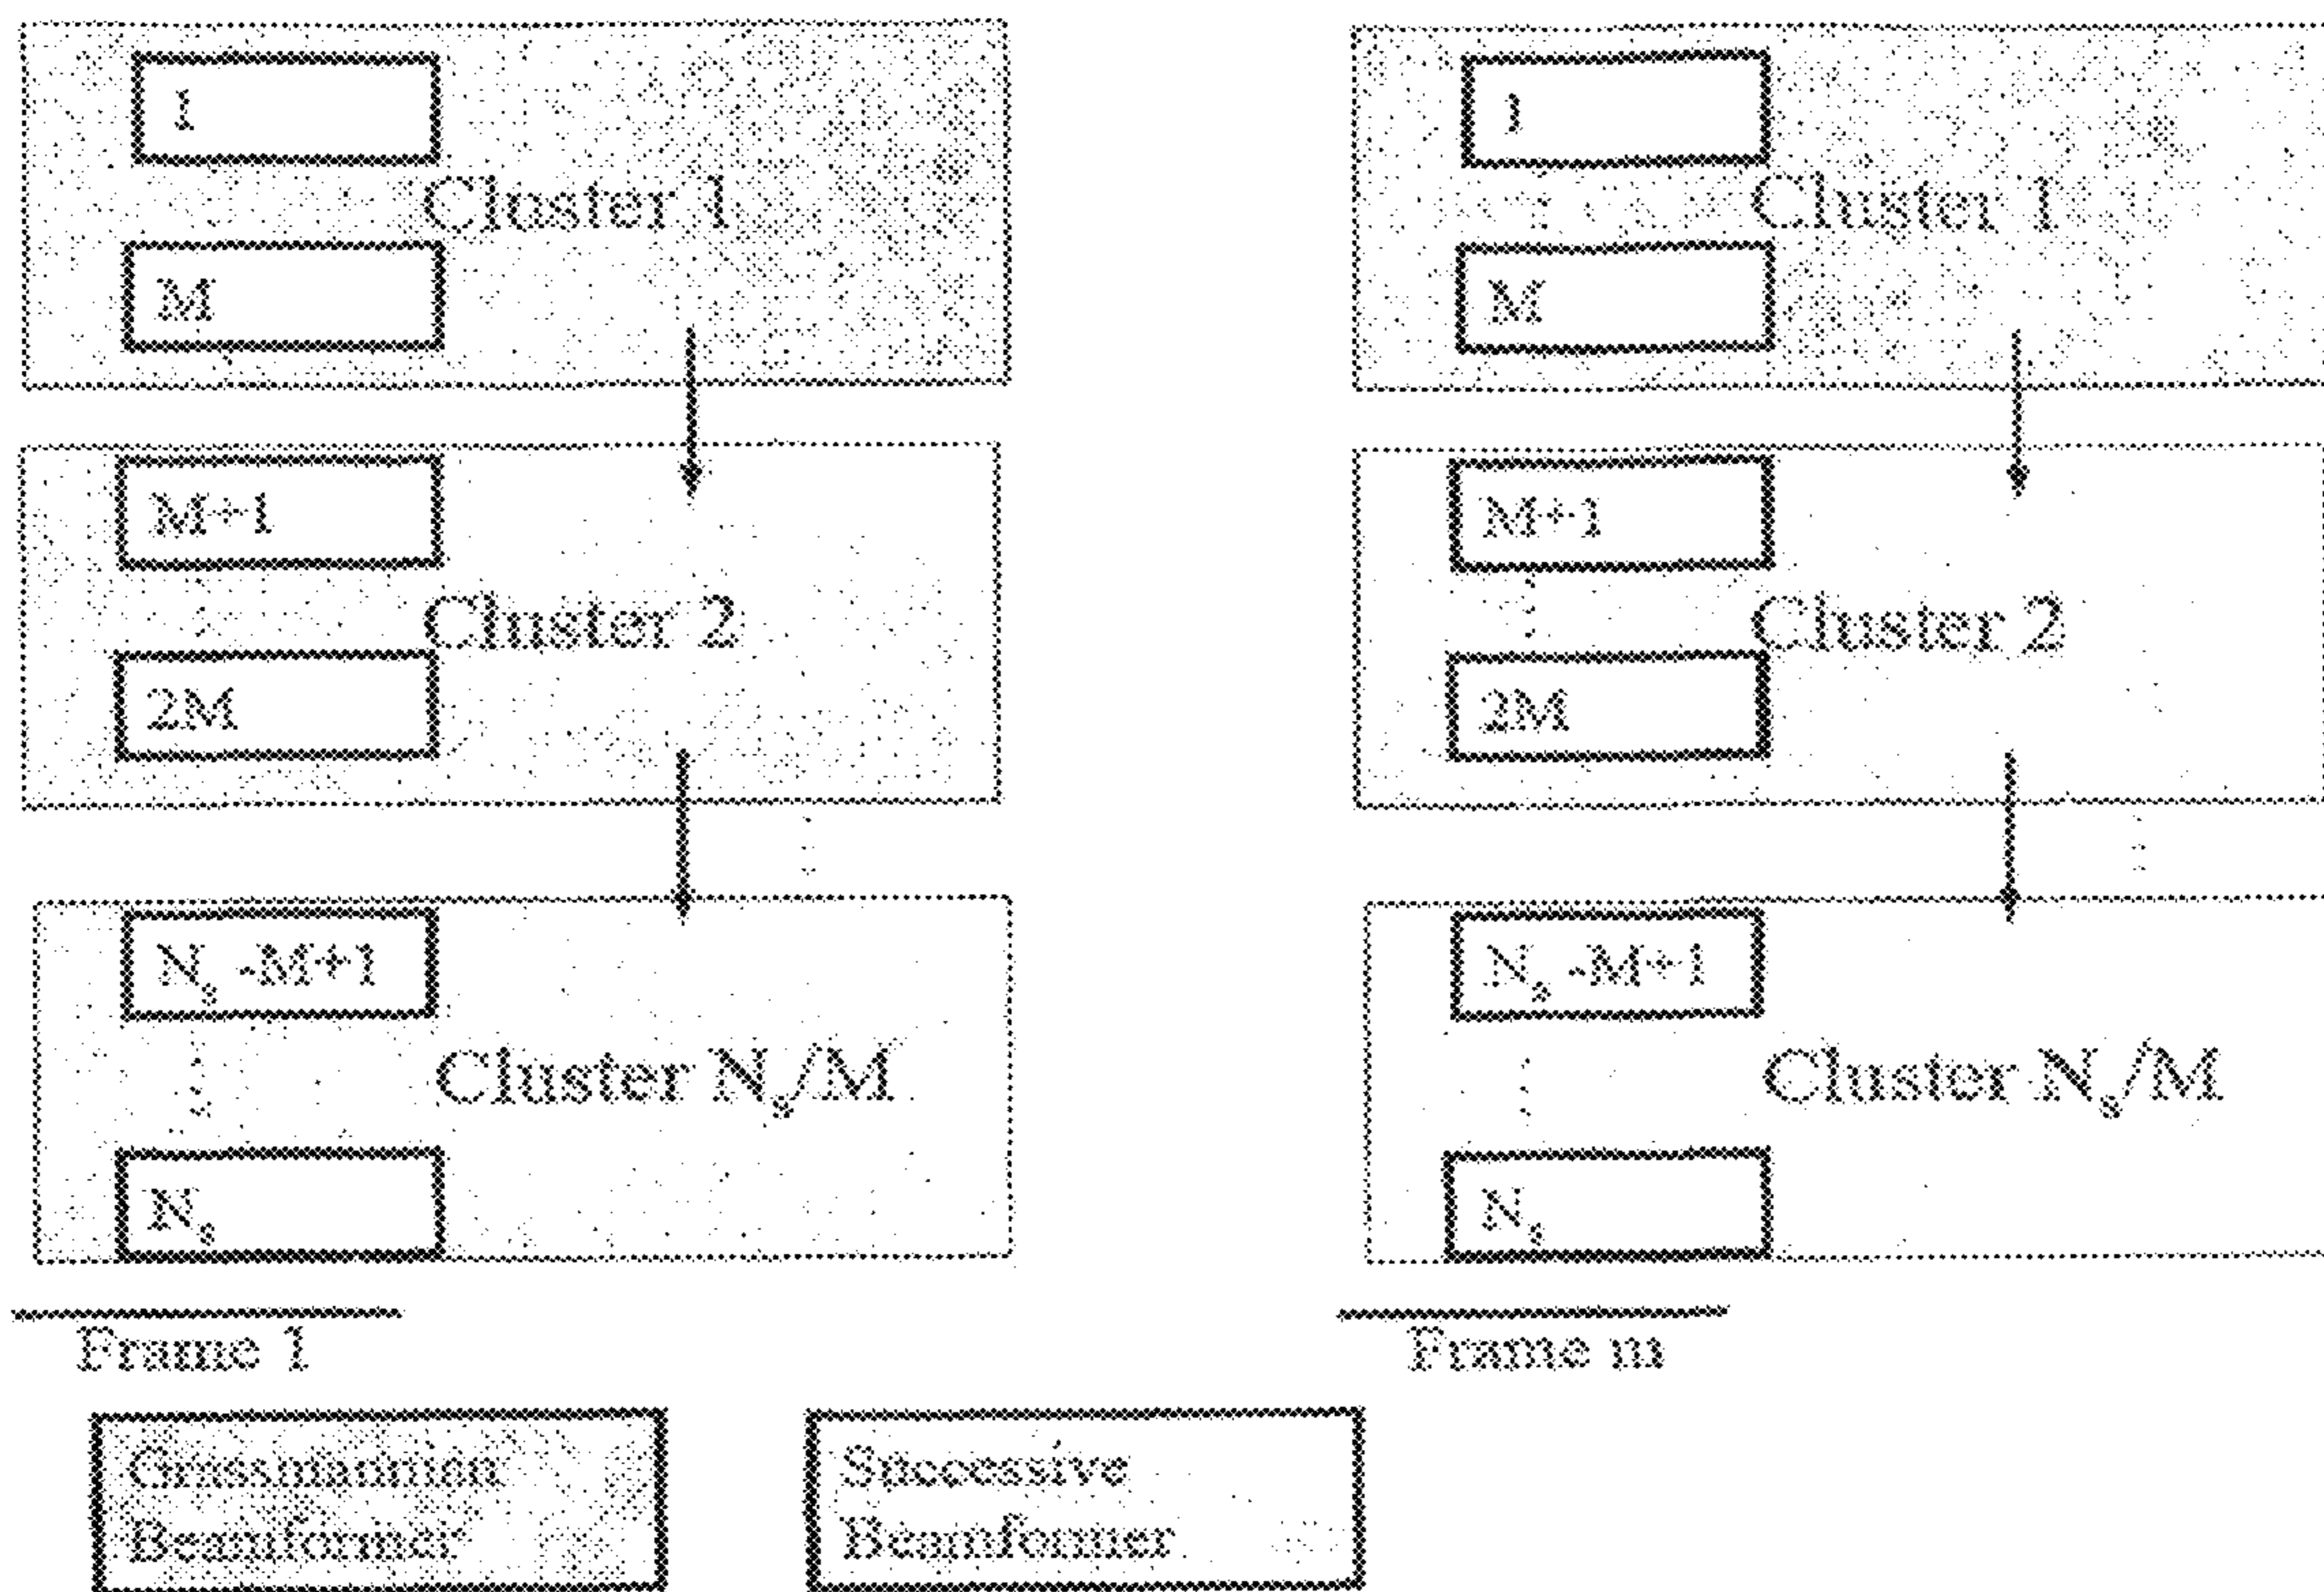 1
Cluster 1
M
M+1
Cluster 2
2M
Nₛ -M+1
Cluster Nₛ/M
Nₛ
Frame 1
1
Cluster 1
M
M+1
Cluster 2
2M
Nₛ -M+1
Cluster Nₛ/M
Nₛ
Frame m
Grassmannien
Beamformer
Successive
Beamformer